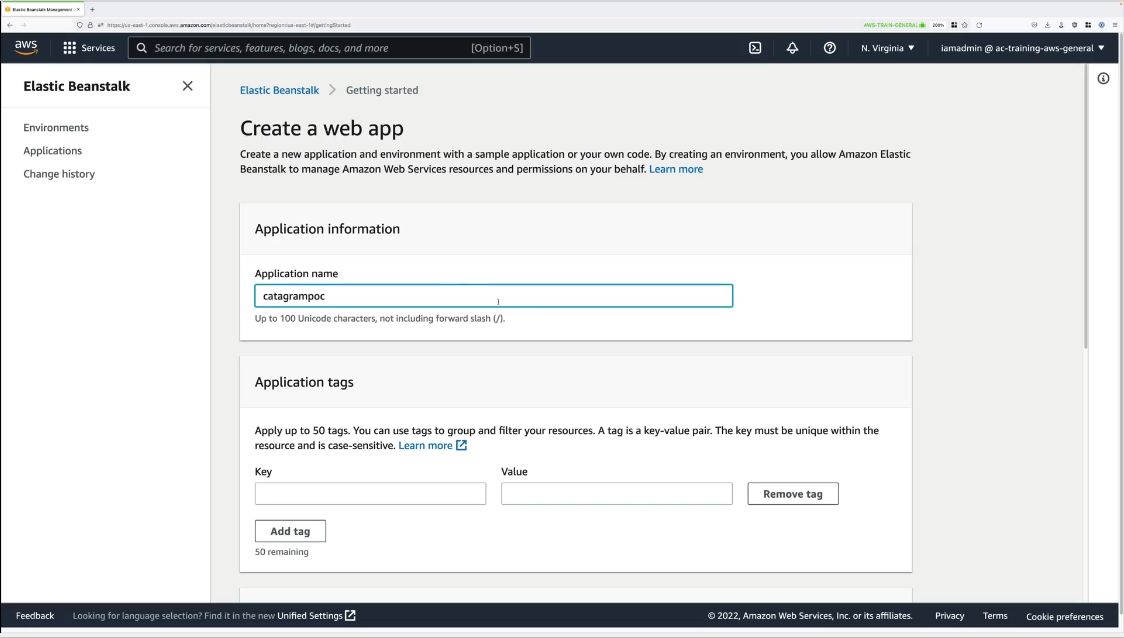 Elastic Beanstalk Management
https://us-east-1.console.aws.amazon.com/elasticbeanstalk/home?region=us-east-1#/gettingStarted
AWS-TRAIN-GENERAL
200%
aws
Services
Search for services, features, blogs, docs, and more
[Option+S]
N. Virginia
iamadmin @ ac-training-aws-general
Elastic Beanstalk
Environments
Applications
Change history
Elastic Beanstalk > Getting started
Create a web app
Create a new application and environment with a sample application or your own code. By creating an environment, you allow Amazon Elastic
Beanstalk to manage Amazon Web Services resources and permissions on your behalf. Learn more
Application information
Application name
catagrampoc
Up to 100 Unicode characters, not including forward slash (/).
Application tags
Apply up to 50 tags. You can use tags to group and filter your resources. A tag is a key-value pair. The key must be unique within the
resource and is case-sensitive. Learn more
Key
Value
Remove tag
Add tag
50 remaining
Feedback
Looking for language selection? Find it in the new Unified Settings
© 2022, Amazon Web Services, Inc. or its affiliates.
Privacy
Terms
Cookie preferences